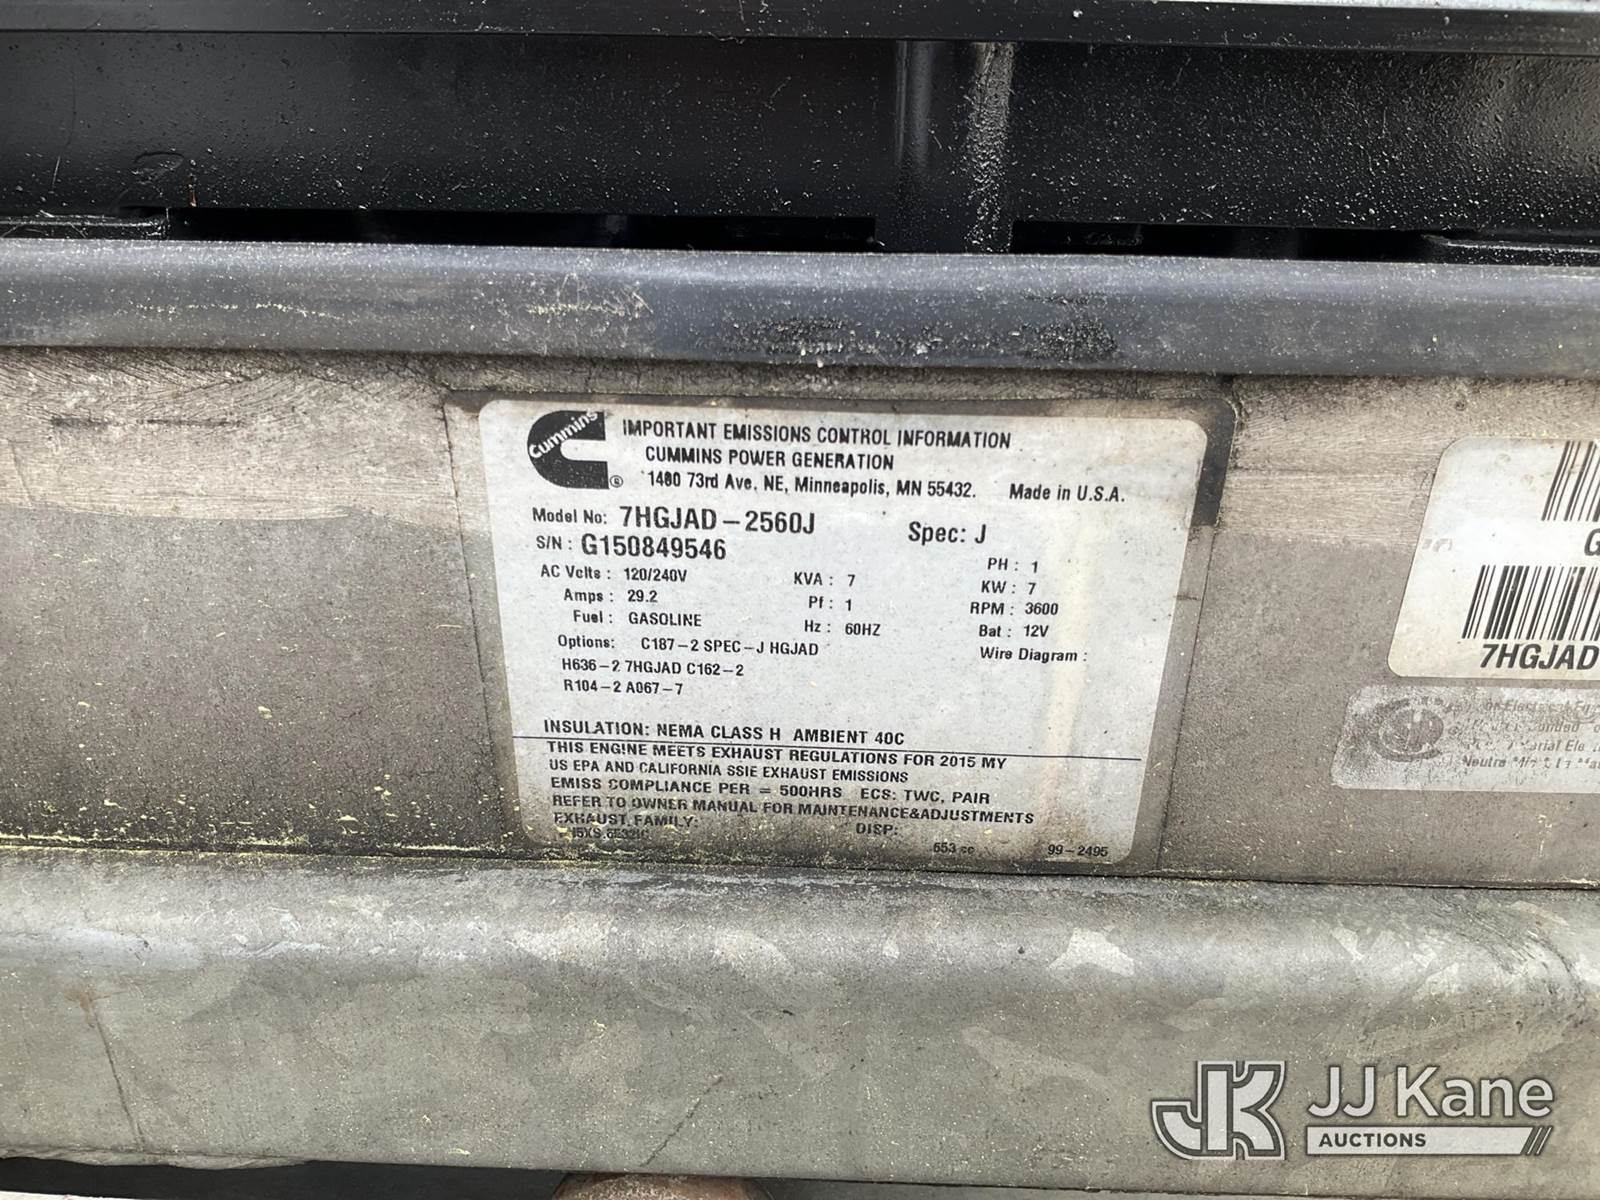 Cummins
IMPORTANT EMISSIONS CONTROL INFORMATION
CUMMINS POWER GENERATION
1400 73rd Ave. NE, Minneapolis, MN 55432. Made in U.S.A.
Model No: 7HGJAD-2560J Spec: J
S/N: G150849546
AC Volts: 120/240V KVA: 7 PH: 1
Amps: 29.2 Pf: 1 KW: 7
Fuel: GASOLINE Hz: 60HZ RPM: 3600
Bat: 12V
Options: C187-2 SPEC-J HGJAD Wire Diagram:
H636-2 7HGJAD C162-2
R104-2 A067-7
INSULATION: NEMA CLASS H AMBIENT 40C
THIS ENGINE MEETS EXHAUST REGULATIONS FOR 2015 MY
US EPA AND CALIFORNIA SSIE EXHAUST EMISSIONS
EMISS COMPLIANCE PER = 500HRS ECS: TWC, PAIR
REFER TO OWNER MANUAL FOR MAINTENANCE&ADJUSTMENTS
EXHAUST FAMILY: DISP:
653 cc 99-2495
G
7HGJAD
JK JJ Kane
AUCTIONS